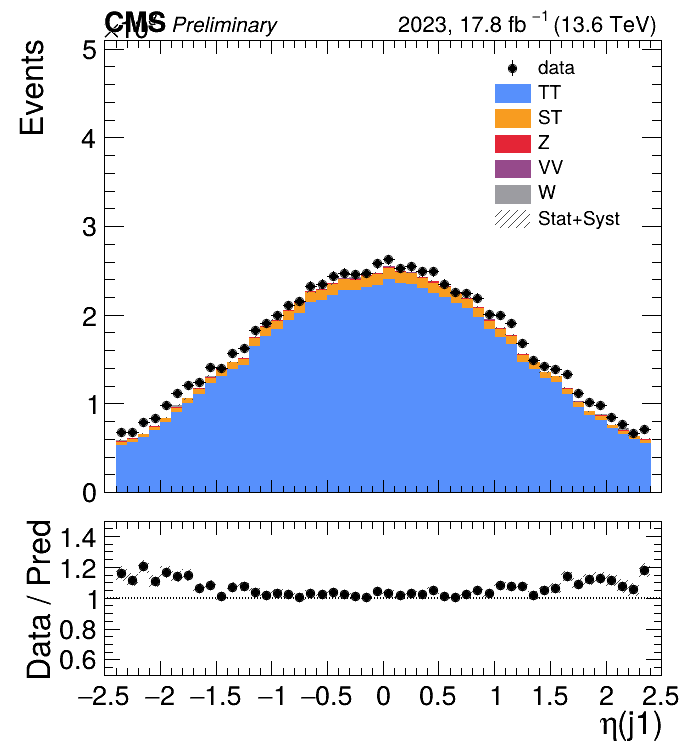 CMS Preliminary 2023, 17.8 fb⁻¹ (13.6 TeV)
Events
5
4
3
2
1
0
data
TT
ST
Z
VV
W
Stat+Syst
Data / Pred
1.4
1.2
1
0.8
0.6
−2.5 −2 −1.5 −1 −0.5 0 0.5 1 1.5 2 2.5
η(j1)